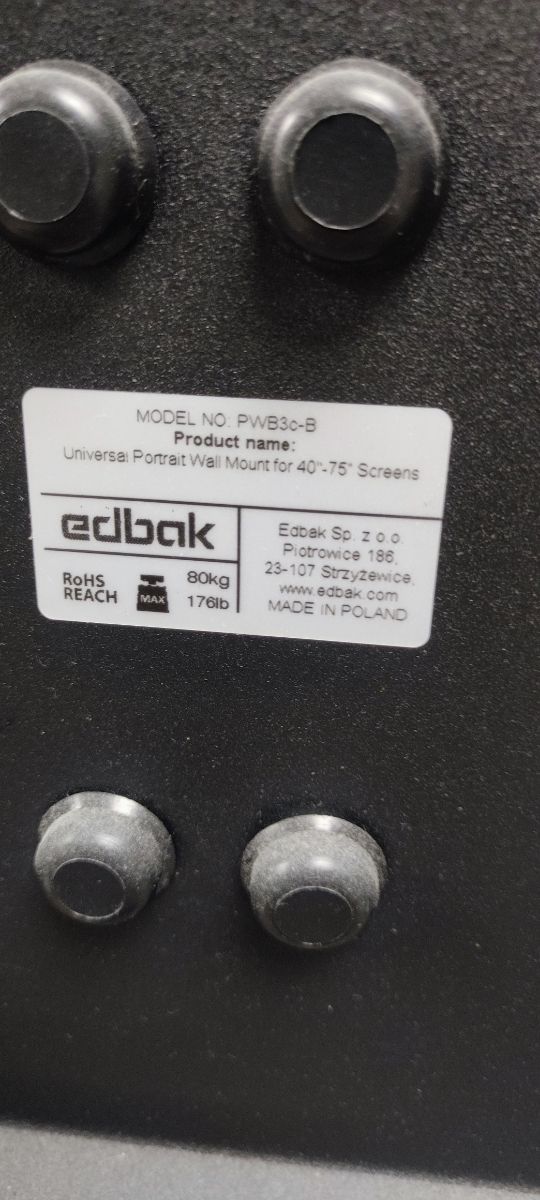 MODEL NO: PWB3c-B
Product name:
Universal Portrait Wall Mount for 40"-75" Screens
edbak
RoHS
REACH
MAX
80kg
176lb
Edbak Sp. z o.o.
Piotrowice 186,
23-107 Strzyżewice,
www.edbak.com
MADE IN POLAND